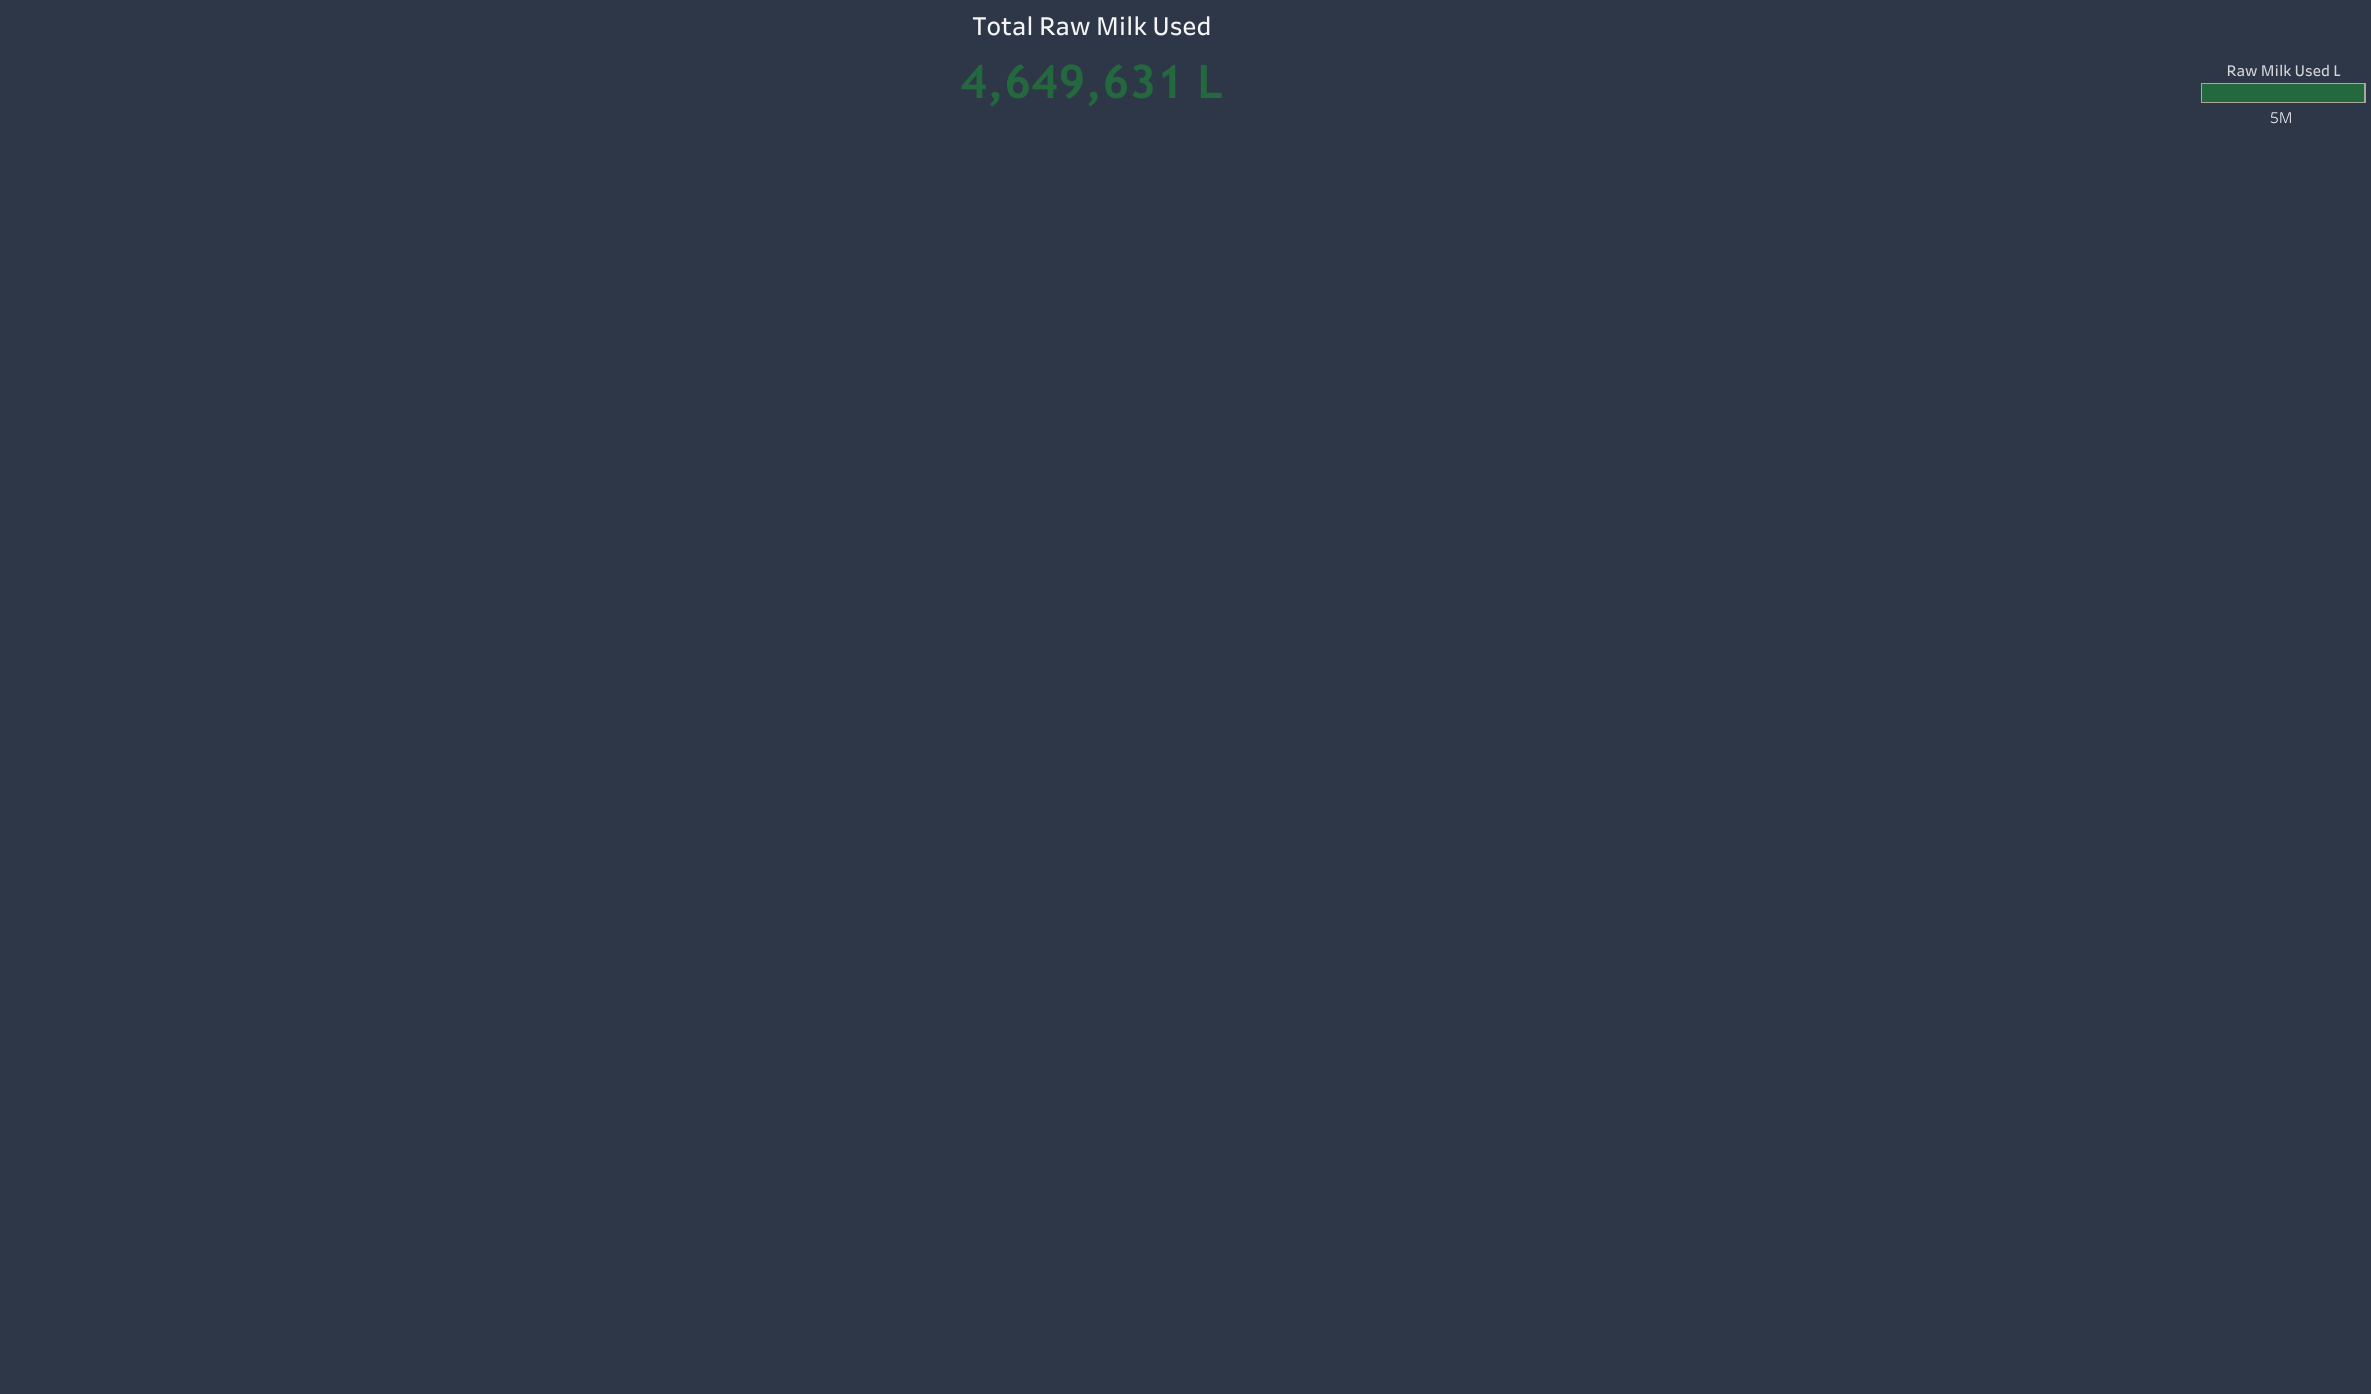 Total Raw Milk Used
4,649,631 L
Raw Milk Used L
5M